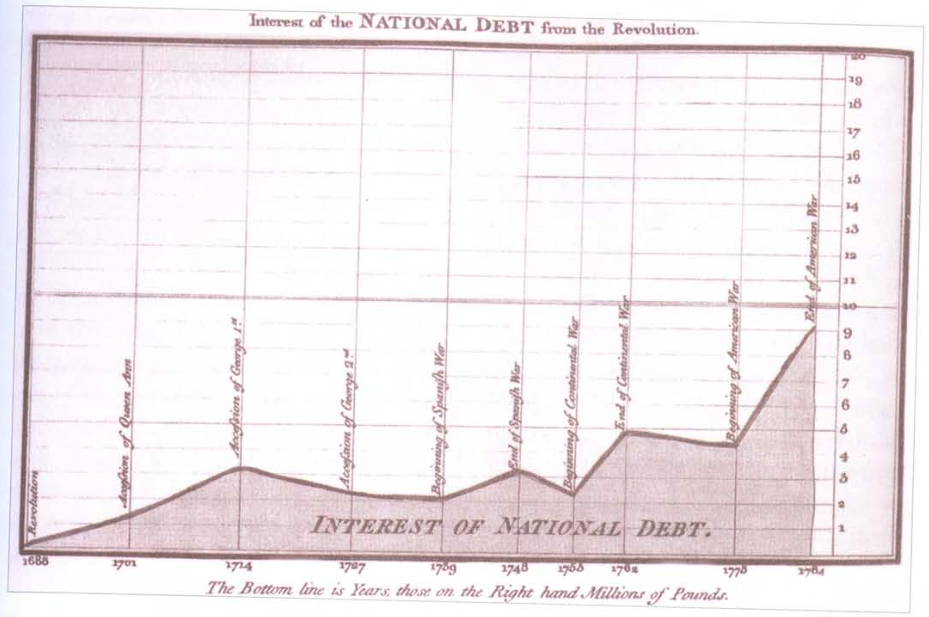 Interest of the NATIONAL DEBT from the Revolution.
20
19
18
17
16
15
14
13
12
11
10
9
8
7
6
5
4
3
2
1
Revolution
Accession of Queen Ann
Accession of George 1st
Accession of George 2nd
Beginning of Spanish War
End of Spanish War
Beginning of Continental War
End of Continental War
Beginning of American War
End of American War
INTEREST OF NATIONAL DEBT.
1688 1701 1714 1727 1739 1748 1755 1762 1775 1784
The Bottom line is Years, those on the Right hand Millions of Pounds.